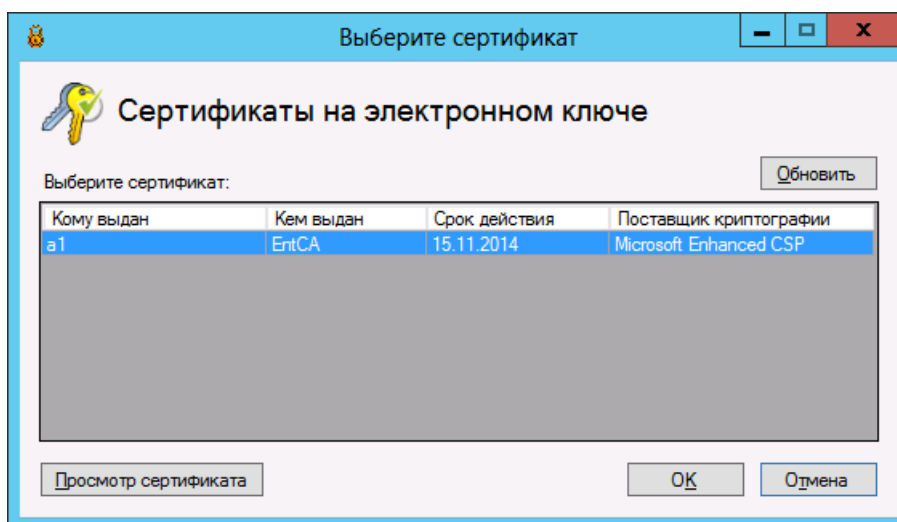 Выберите сертификат
Сертификаты на электронном ключе
Обновить
Выберите сертификат:
Кому выдан Кем выдан Срок действия Поставщик криптографии
a1 EntCA 15.11.2014 Microsoft Enhanced CSP
Просмотр сертификата OK Отмена